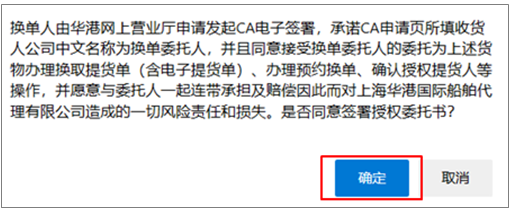 换单人由华港网上营业厅申请发起CA电子签署，承诺CA申请页所填收货
人公司中文名称为换单委托人，并且同意接受换单委托人的委托为上述货
物办理换取提货单（含电子提货单）、办理预约换单、确认授权提货人等
操作，并愿意与委托人一起连带承担及赔偿因此而对上海华港国际船舶代
理有限公司造成的一切风险责任和损失。是否同意签署授权委托书？
确定
取消